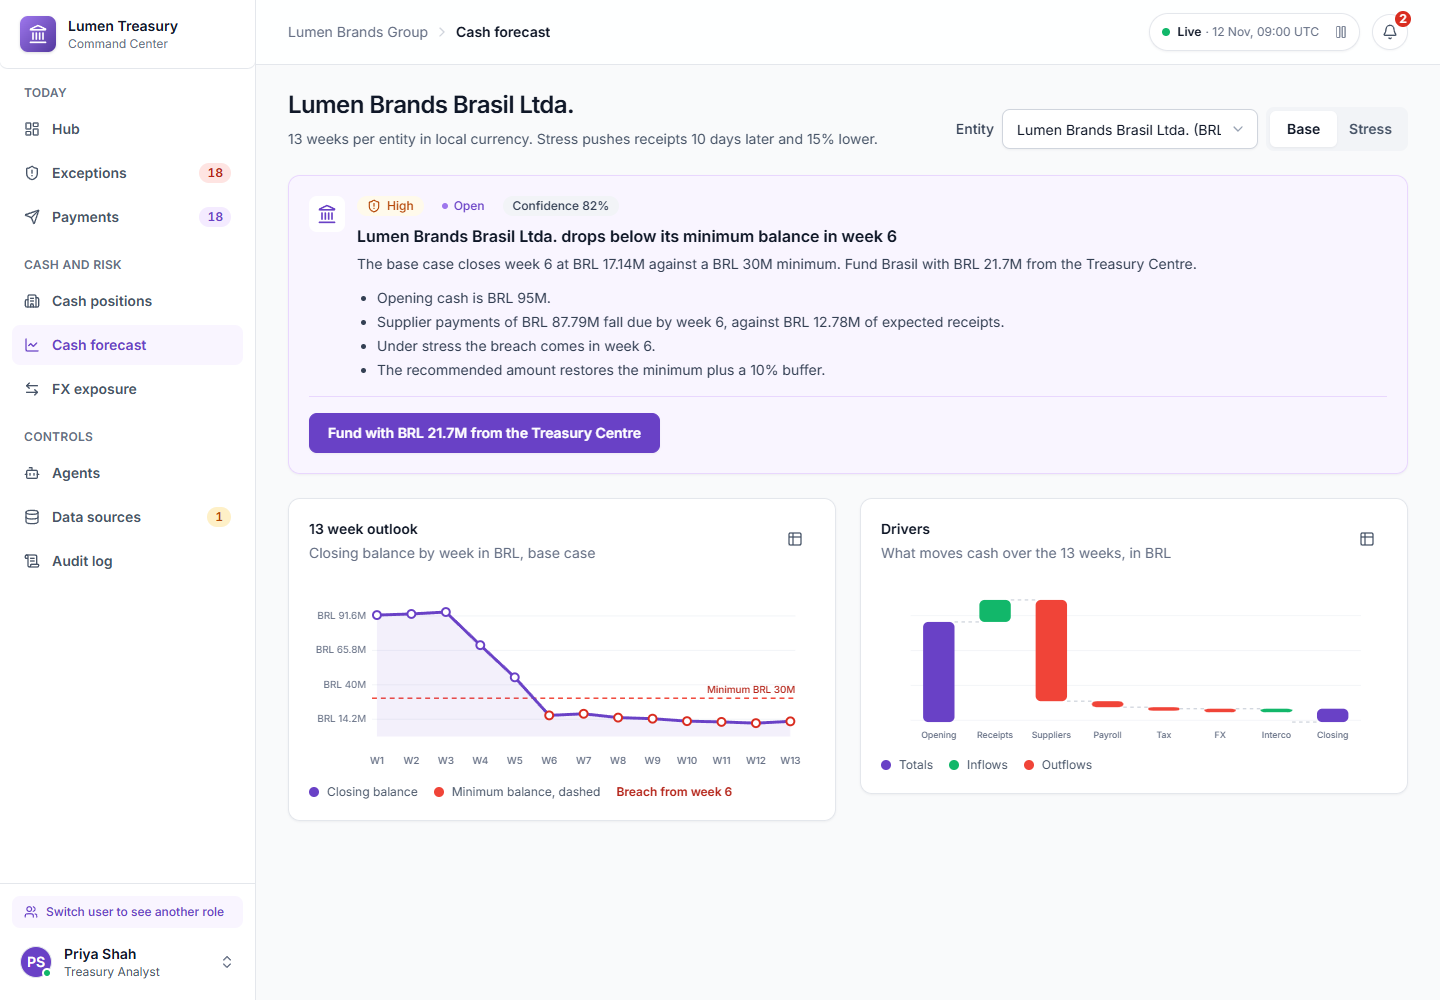 Lumen Treasury
Command Center
TODAY
Hub
Exceptions 18
Payments 18
CASH AND RISK
Cash positions
Cash forecast
FX exposure
CONTROLS
Agents
Data sources 1
Audit log
Switch user to see another role
PS
Priya Shah
Treasury Analyst
Lumen Brands Group > Cash forecast
Live · 12 Nov, 09:00 UTC
2
Lumen Brands Brasil Ltda.
13 weeks per entity in local currency. Stress pushes receipts 10 days later and 15% lower.
Entity
Lumen Brands Brasil Ltda. (BRL
Base
Stress
High
Open
Confidence 82%
Lumen Brands Brasil Ltda. drops below its minimum balance in week 6
The base case closes week 6 at BRL 17.14M against a BRL 30M minimum. Fund Brasil with BRL 21.7M from the Treasury Centre.
• Opening cash is BRL 95M.
• Supplier payments of BRL 87.79M fall due by week 6, against BRL 12.78M of expected receipts.
• Under stress the breach comes in week 6.
• The recommended amount restores the minimum plus a 10% buffer.
Fund with BRL 21.7M from the Treasury Centre
13 week outlook
Closing balance by week in BRL, base case
BRL 91.6M
BRL 65.8M
BRL 40M
BRL 14.2M
Minimum BRL 30M
W1 W2 W3 W4 W5 W6 W7 W8 W9 W10 W11 W12 W13
Closing balance
Minimum balance, dashed
Breach from week 6
Drivers
What moves cash over the 13 weeks, in BRL
Opening Receipts Suppliers Payroll Tax FX Interco Closing
Totals
Inflows
Outflows